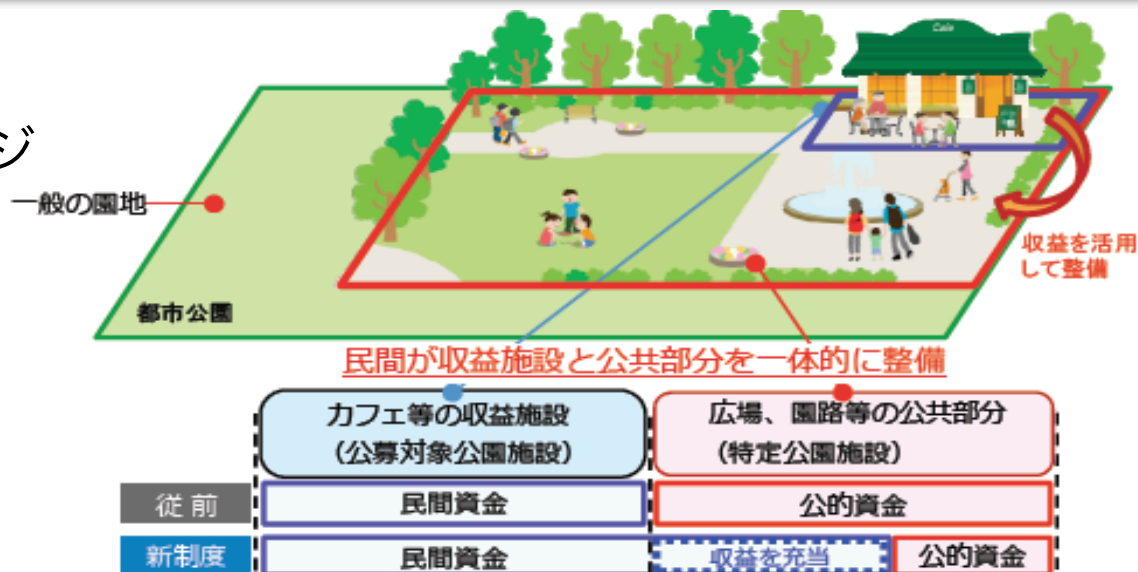 ジ
Cafe
一般の園地
収益を活用
して整備
都市公園
民間が収益施設と公共部分を一体的に整備
カフェ等の収益施設
（公募対象公園施設）
広場、園路等の公共部分
（特定公園施設）
従 前
民間資金
公的資金
新制度
民間資金
収益を充当
公的資金